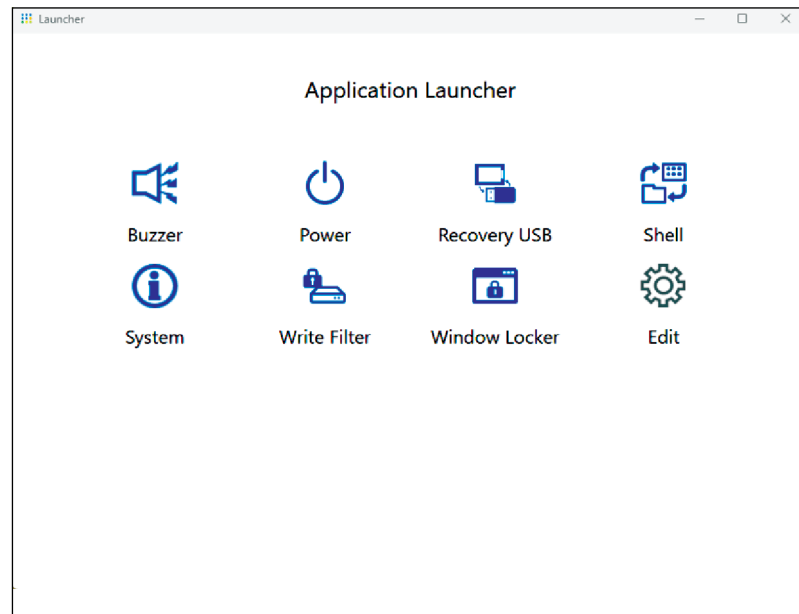 Launcher
Application Launcher
Buzzer Power Recovery USB Shell
System Write Filter Window Locker Edit